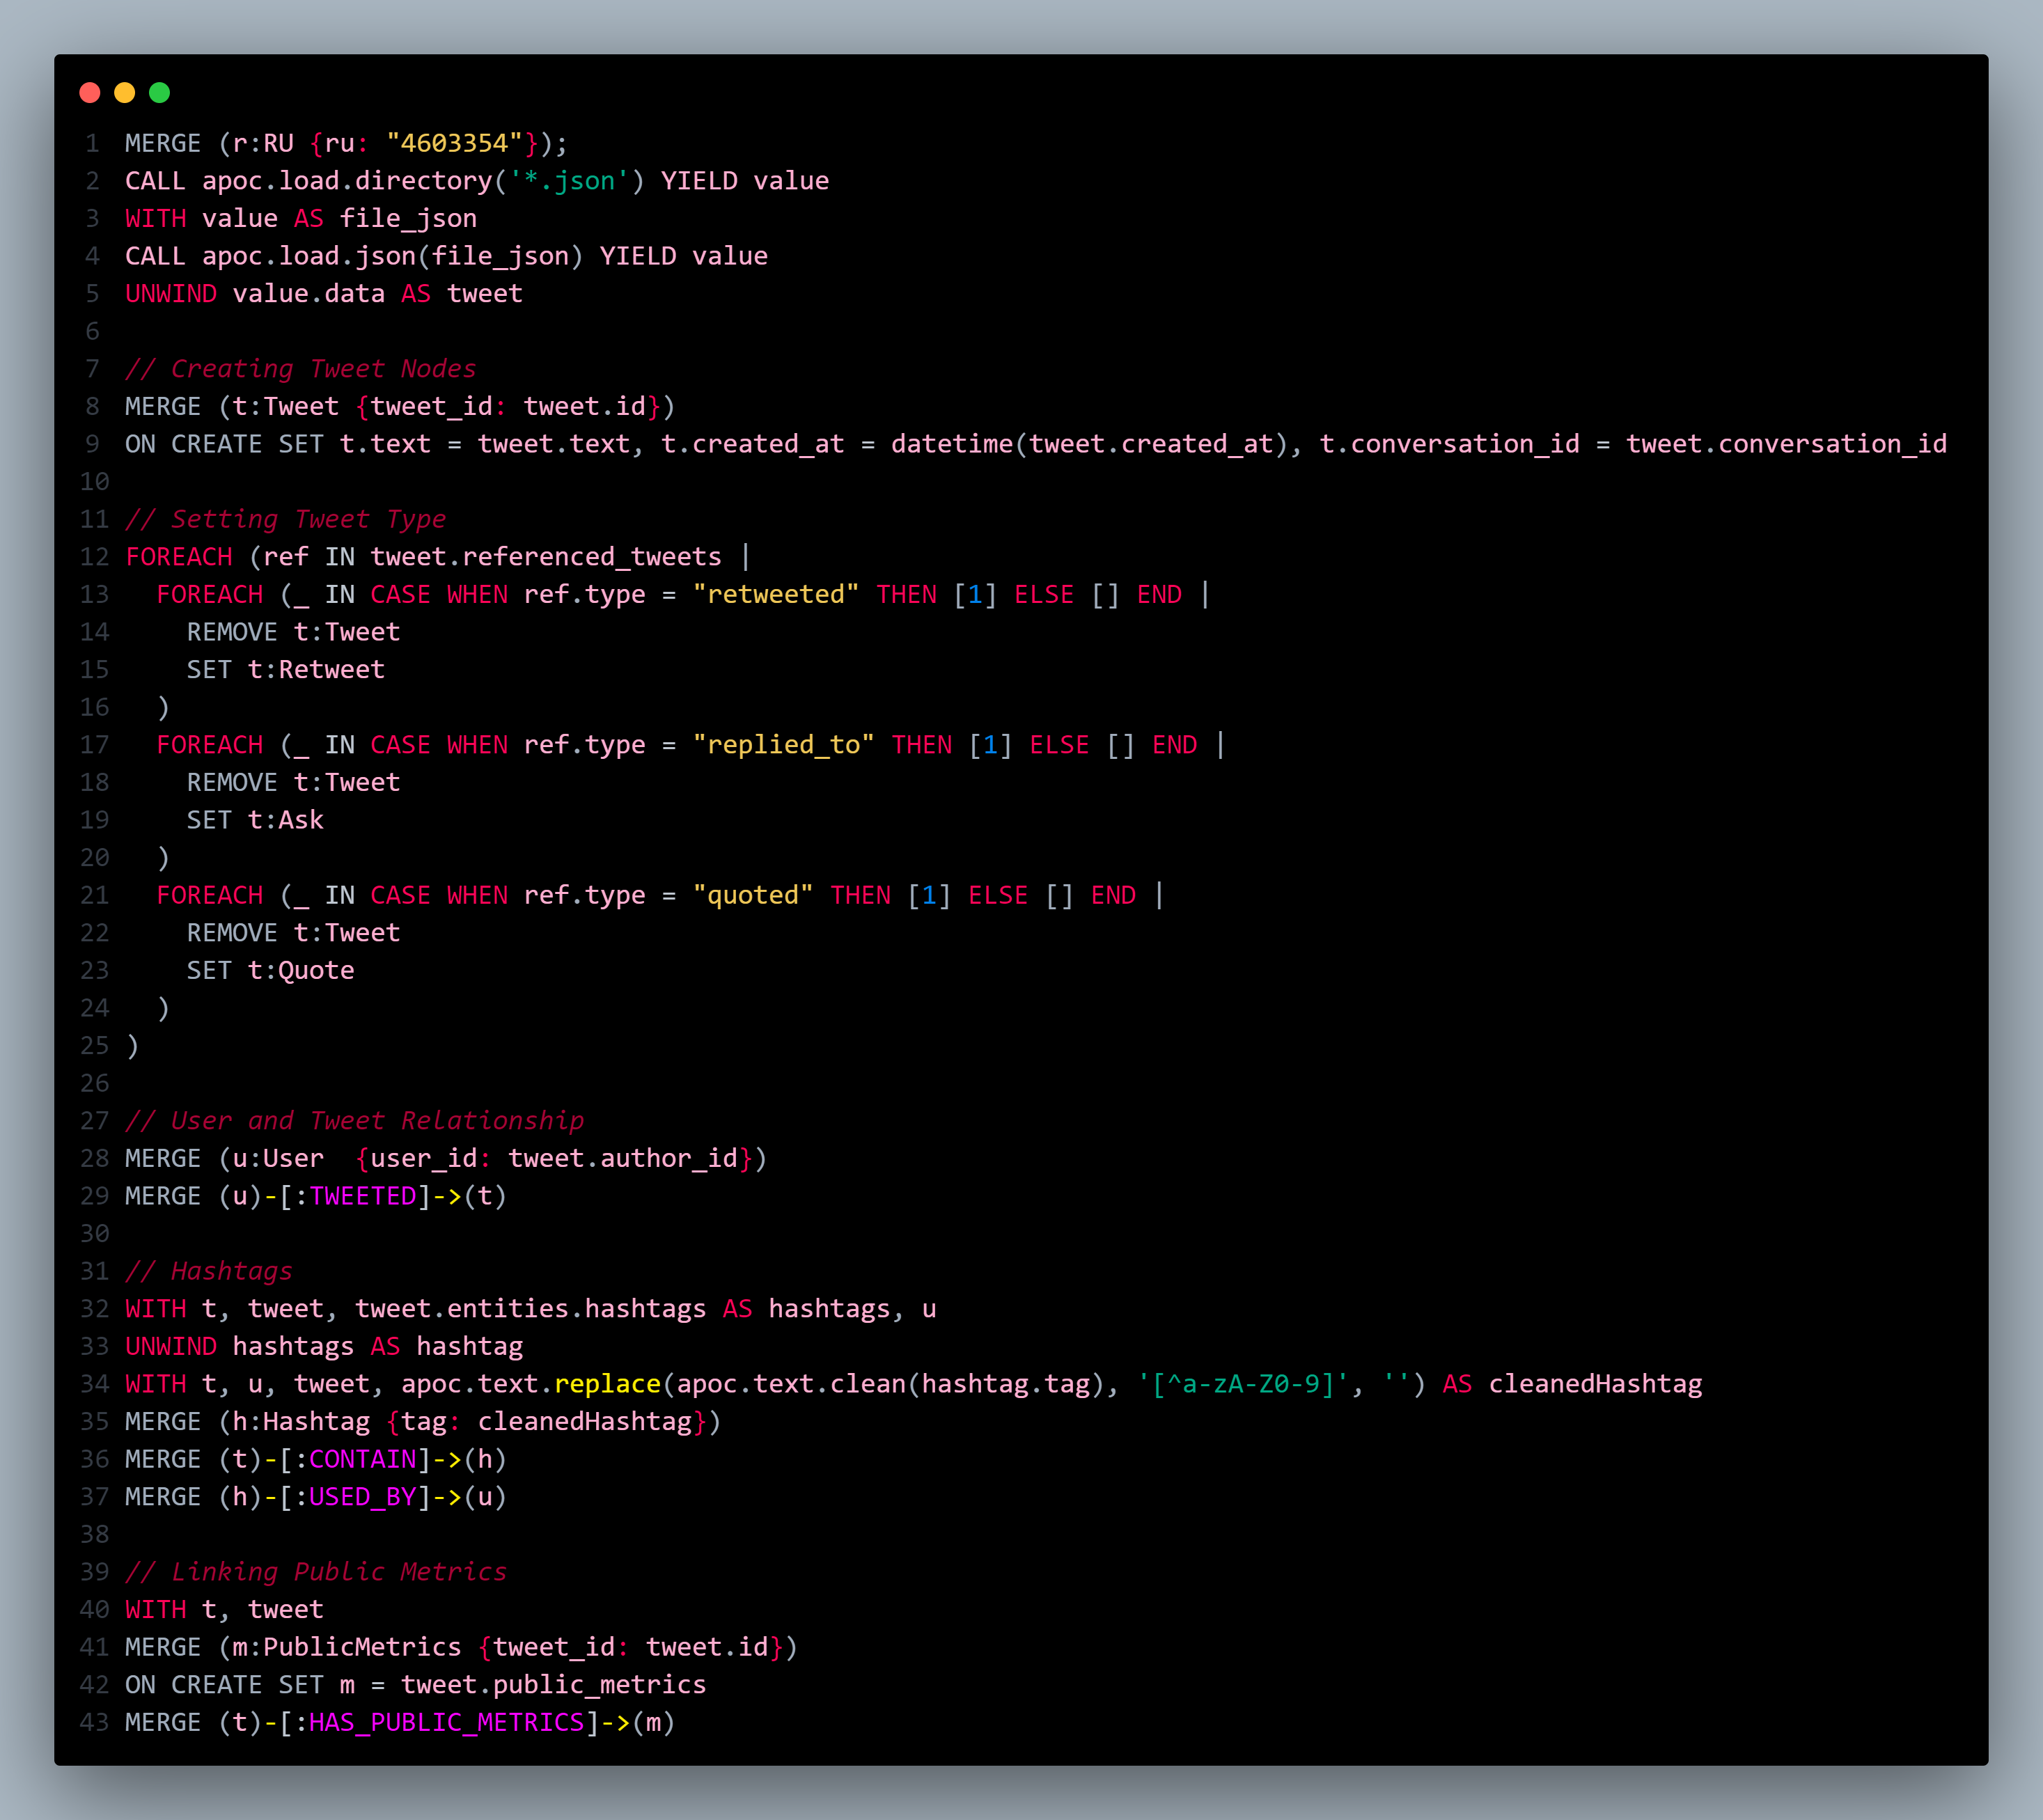 1 MERGE (r:RU {ru: "4603354"});
2 CALL apoc.load.directory('*.json') YIELD value
3 WITH value AS file_json
4 CALL apoc.load.json(file_json) YIELD value
5 UNWIND value.data AS tweet
6
7 // Creating Tweet Nodes
8 MERGE (t:Tweet {tweet_id: tweet.id})
9 ON CREATE SET t.text = tweet.text, t.created_at = datetime(tweet.created_at), t.conversation_id = tweet.conversation_id
10
11 // Setting Tweet Type
12 FOREACH (ref IN tweet.referenced_tweets |
13   FOREACH (_ IN CASE WHEN ref.type = "retweeted" THEN [1] ELSE [] END |
14     REMOVE t:Tweet
15     SET t:Retweet
16   )
17   FOREACH (_ IN CASE WHEN ref.type = "replied_to" THEN [1] ELSE [] END |
18     REMOVE t:Tweet
19     SET t:Ask
20   )
21   FOREACH (_ IN CASE WHEN ref.type = "quoted" THEN [1] ELSE [] END |
22     REMOVE t:Tweet
23     SET t:Quote
24   )
25 )
26
27 // User and Tweet Relationship
28 MERGE (u:User  {user_id: tweet.author_id})
29 MERGE (u)-[:TWEETED]->(t)
30
31 // Hashtags
32 WITH t, tweet, tweet.entities.hashtags AS hashtags, u
33 UNWIND hashtags AS hashtag
34 WITH t, u, tweet, apoc.text.replace(apoc.text.clean(hashtag.tag), '[^a-zA-Z0-9]', '') AS cleanedHashtag
35 MERGE (h:Hashtag {tag: cleanedHashtag})
36 MERGE (t)-[:CONTAIN]->(h)
37 MERGE (h)-[:USED_BY]->(u)
38
39 // Linking Public Metrics
40 WITH t, tweet
41 MERGE (m:PublicMetrics {tweet_id: tweet.id})
42 ON CREATE SET m = tweet.public_metrics
43 MERGE (t)-[:HAS_PUBLIC_METRICS]->(m)